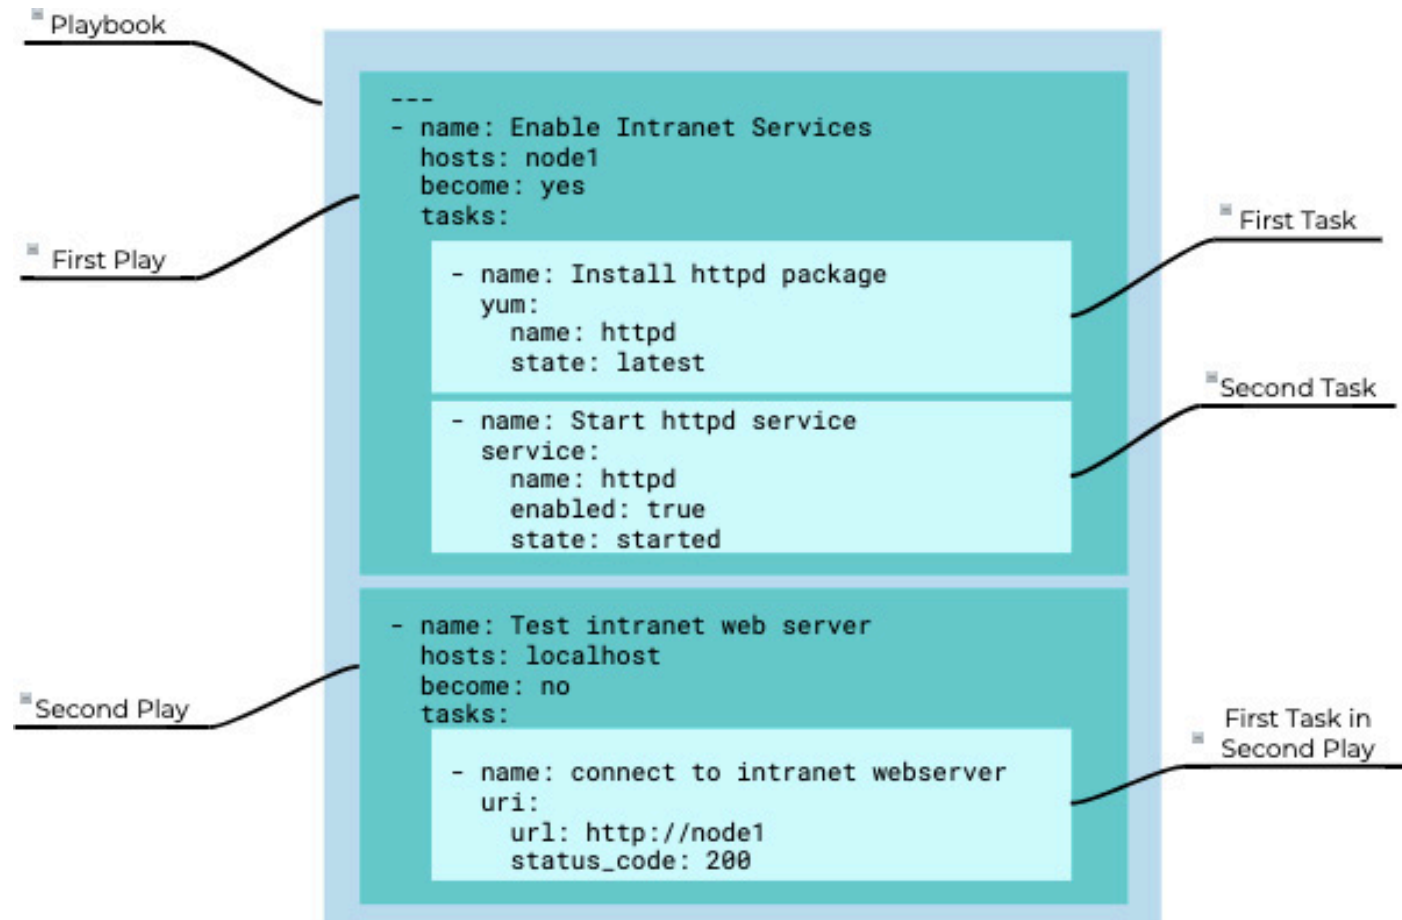 Playbook
---
- name: Enable Intranet Services
hosts: node1
become: yes
tasks:
First Play
First Task
- name: Install httpd package
yum:
name: httpd
state: latest
Second Task
- name: Start httpd service
service:
name: httpd
enabled: true
state: started
- name: Test intranet web server
hosts: localhost
become: no
tasks:
Second Play
First Task in
Second Play
- name: connect to intranet webserver
uri:
url: http://node1
status_code: 200